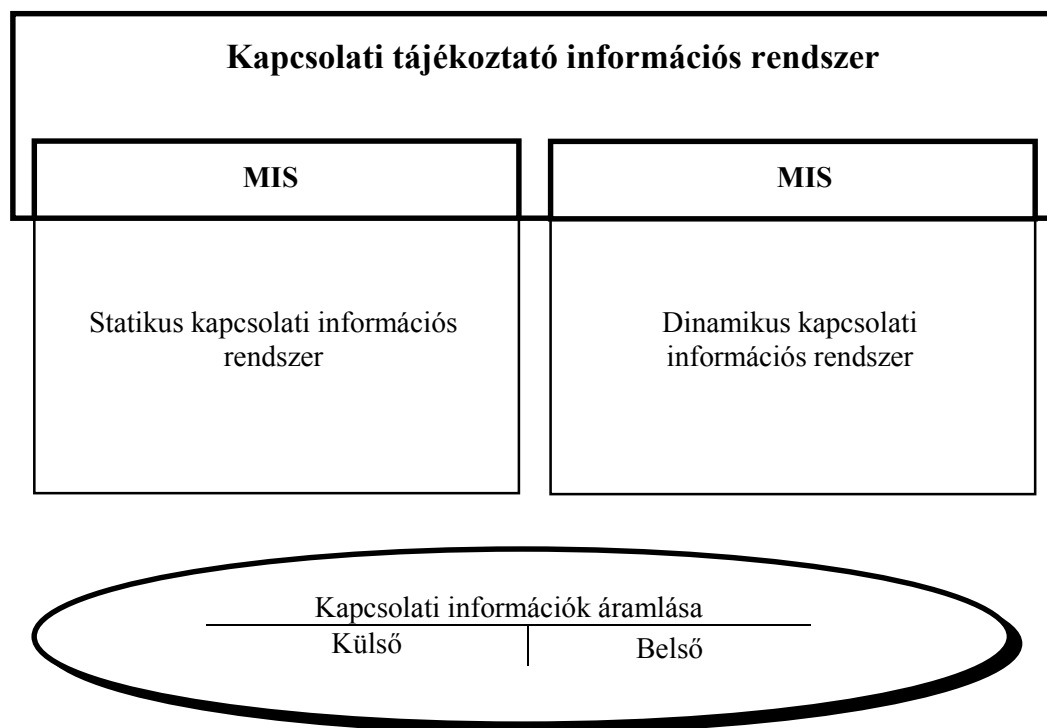 Kapcsolati tájékoztató információs rendszer
MIS
MIS
Statikus kapcsolati információs
rendszer
Dinamikus kapcsolati
információs rendszer
Kapcsolati információk áramlása
Külső
Belső